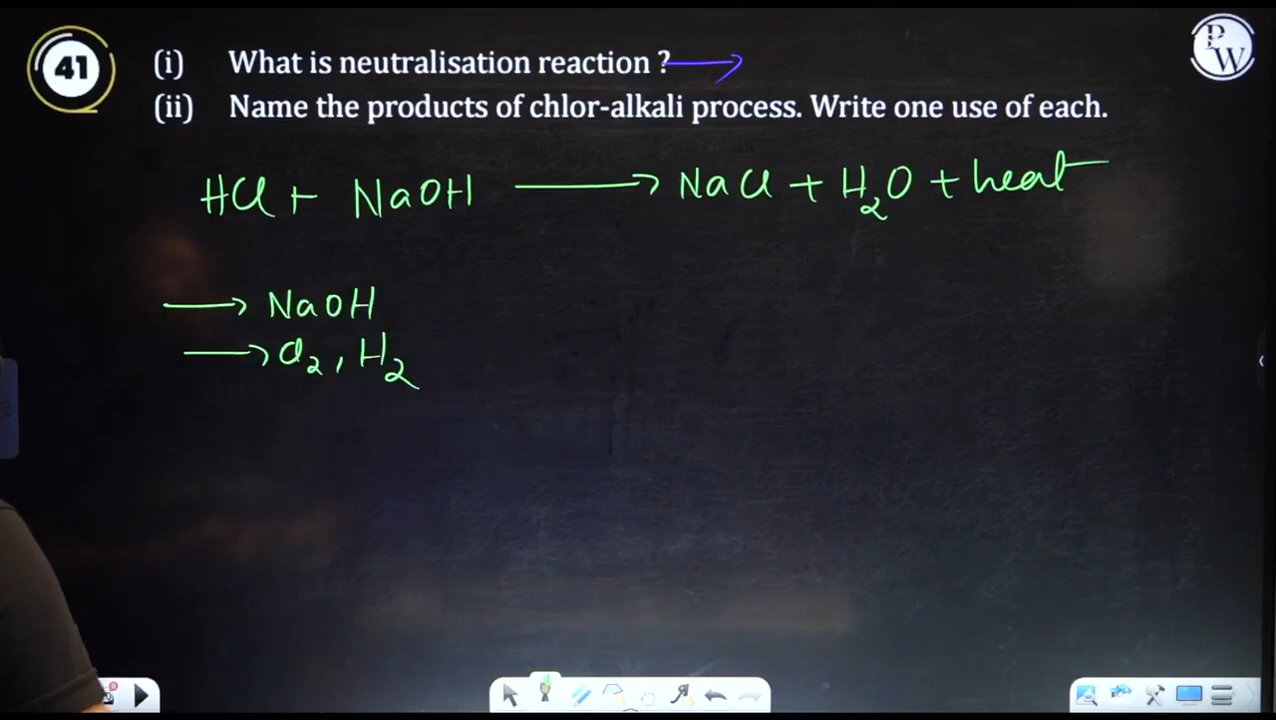 41
(i) What is neutralisation reaction ?
(ii) Name the products of chlor-alkali process. Write one use of each.
PW
HCl + NaOH ⟶ NaCl + H₂O + heat
⟶ NaOH
⟶ Cl₂, H₂